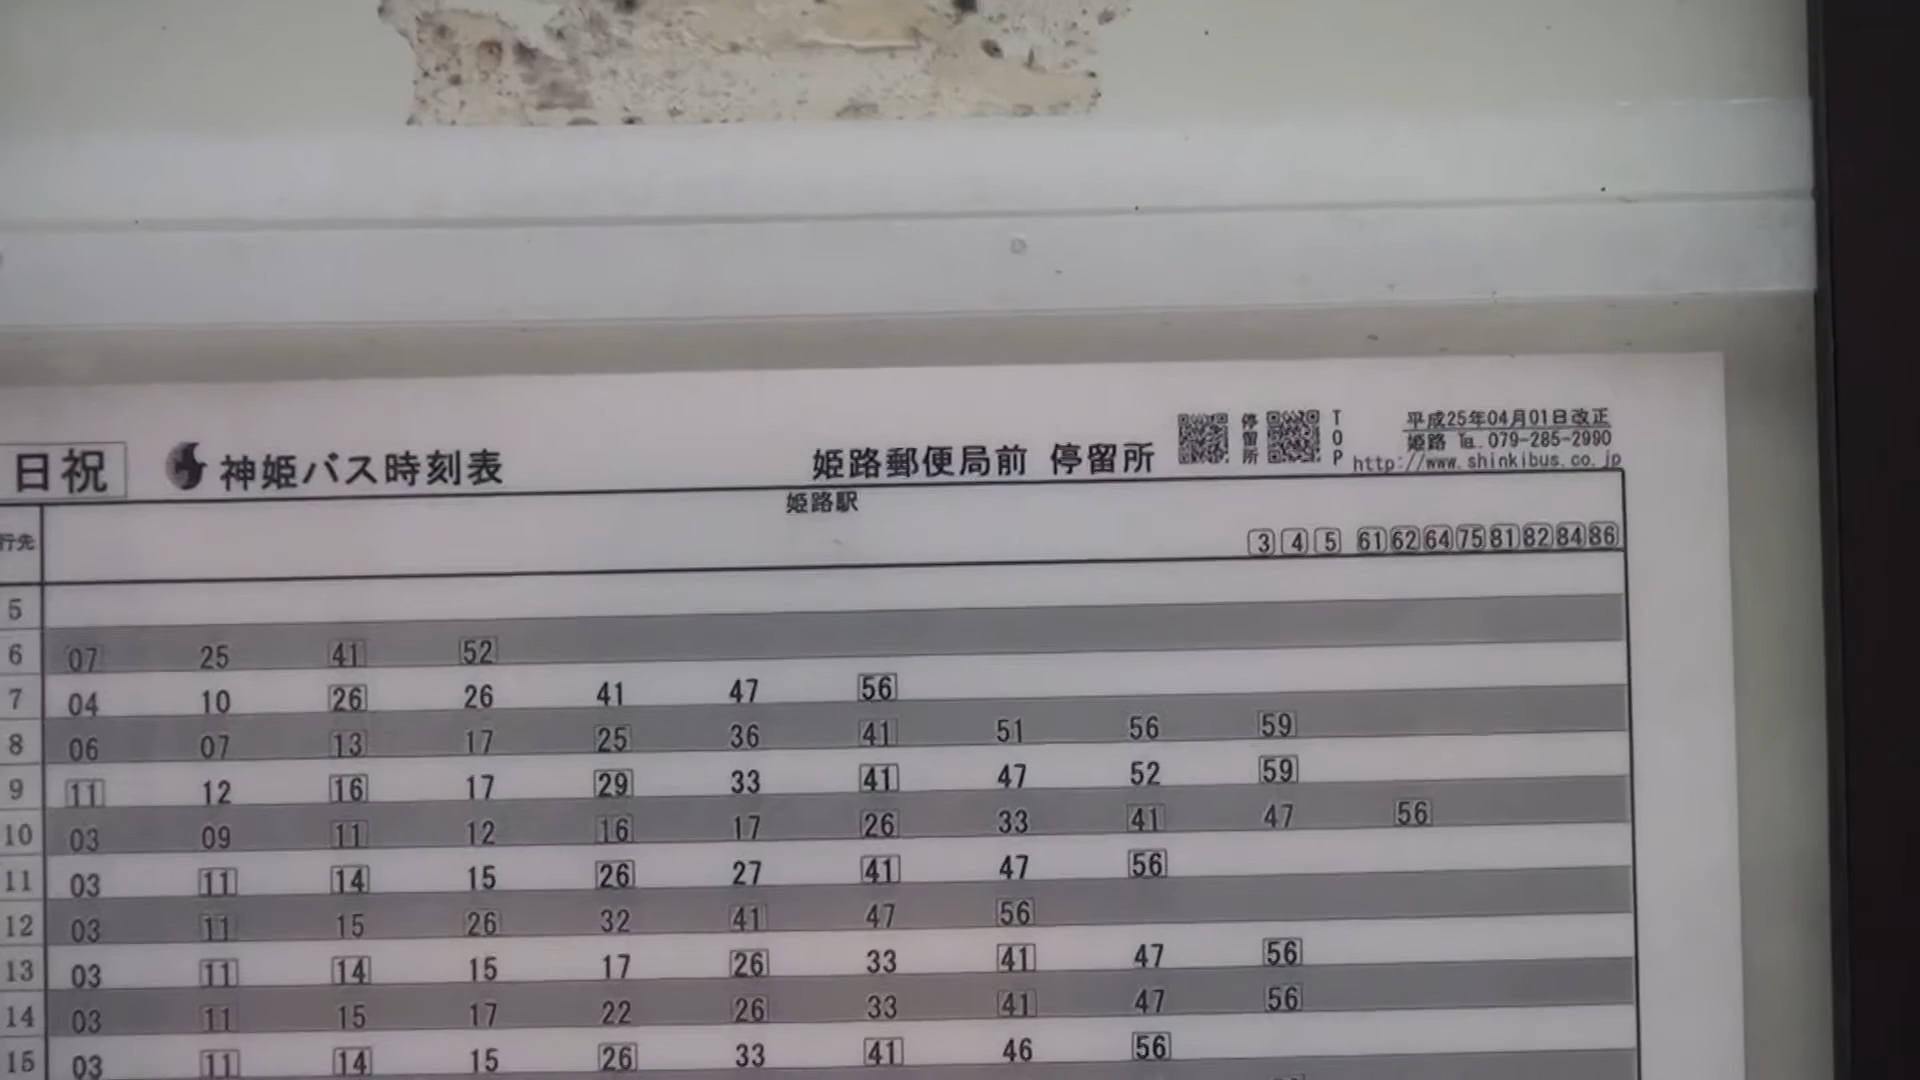 日祝 神姫バス時刻表 姫路郵便局前 停留所 停留所 TOP 平成25年04月01日改正
姫路 ℡.079-285-2990
http://www.shinkibus.co.jp
姫路駅
行先 3 4 5 61 62 64 75 81 82 84 86
5
6 07 25 41 52
7 04 10 26 26 41 47 56
8 06 07 13 17 25 36 41 51 56 59
9 11 12 16 17 29 33 41 47 52 59
10 03 09 11 12 16 17 26 33 41 47 56
11 03 11 14 15 26 27 41 47 56
12 03 11 15 26 32 41 47 56
13 03 11 14 15 17 26 33 41 47 56
14 03 11 15 17 22 26 33 41 47 56
15 03 11 14 15 26 33 41 46 56